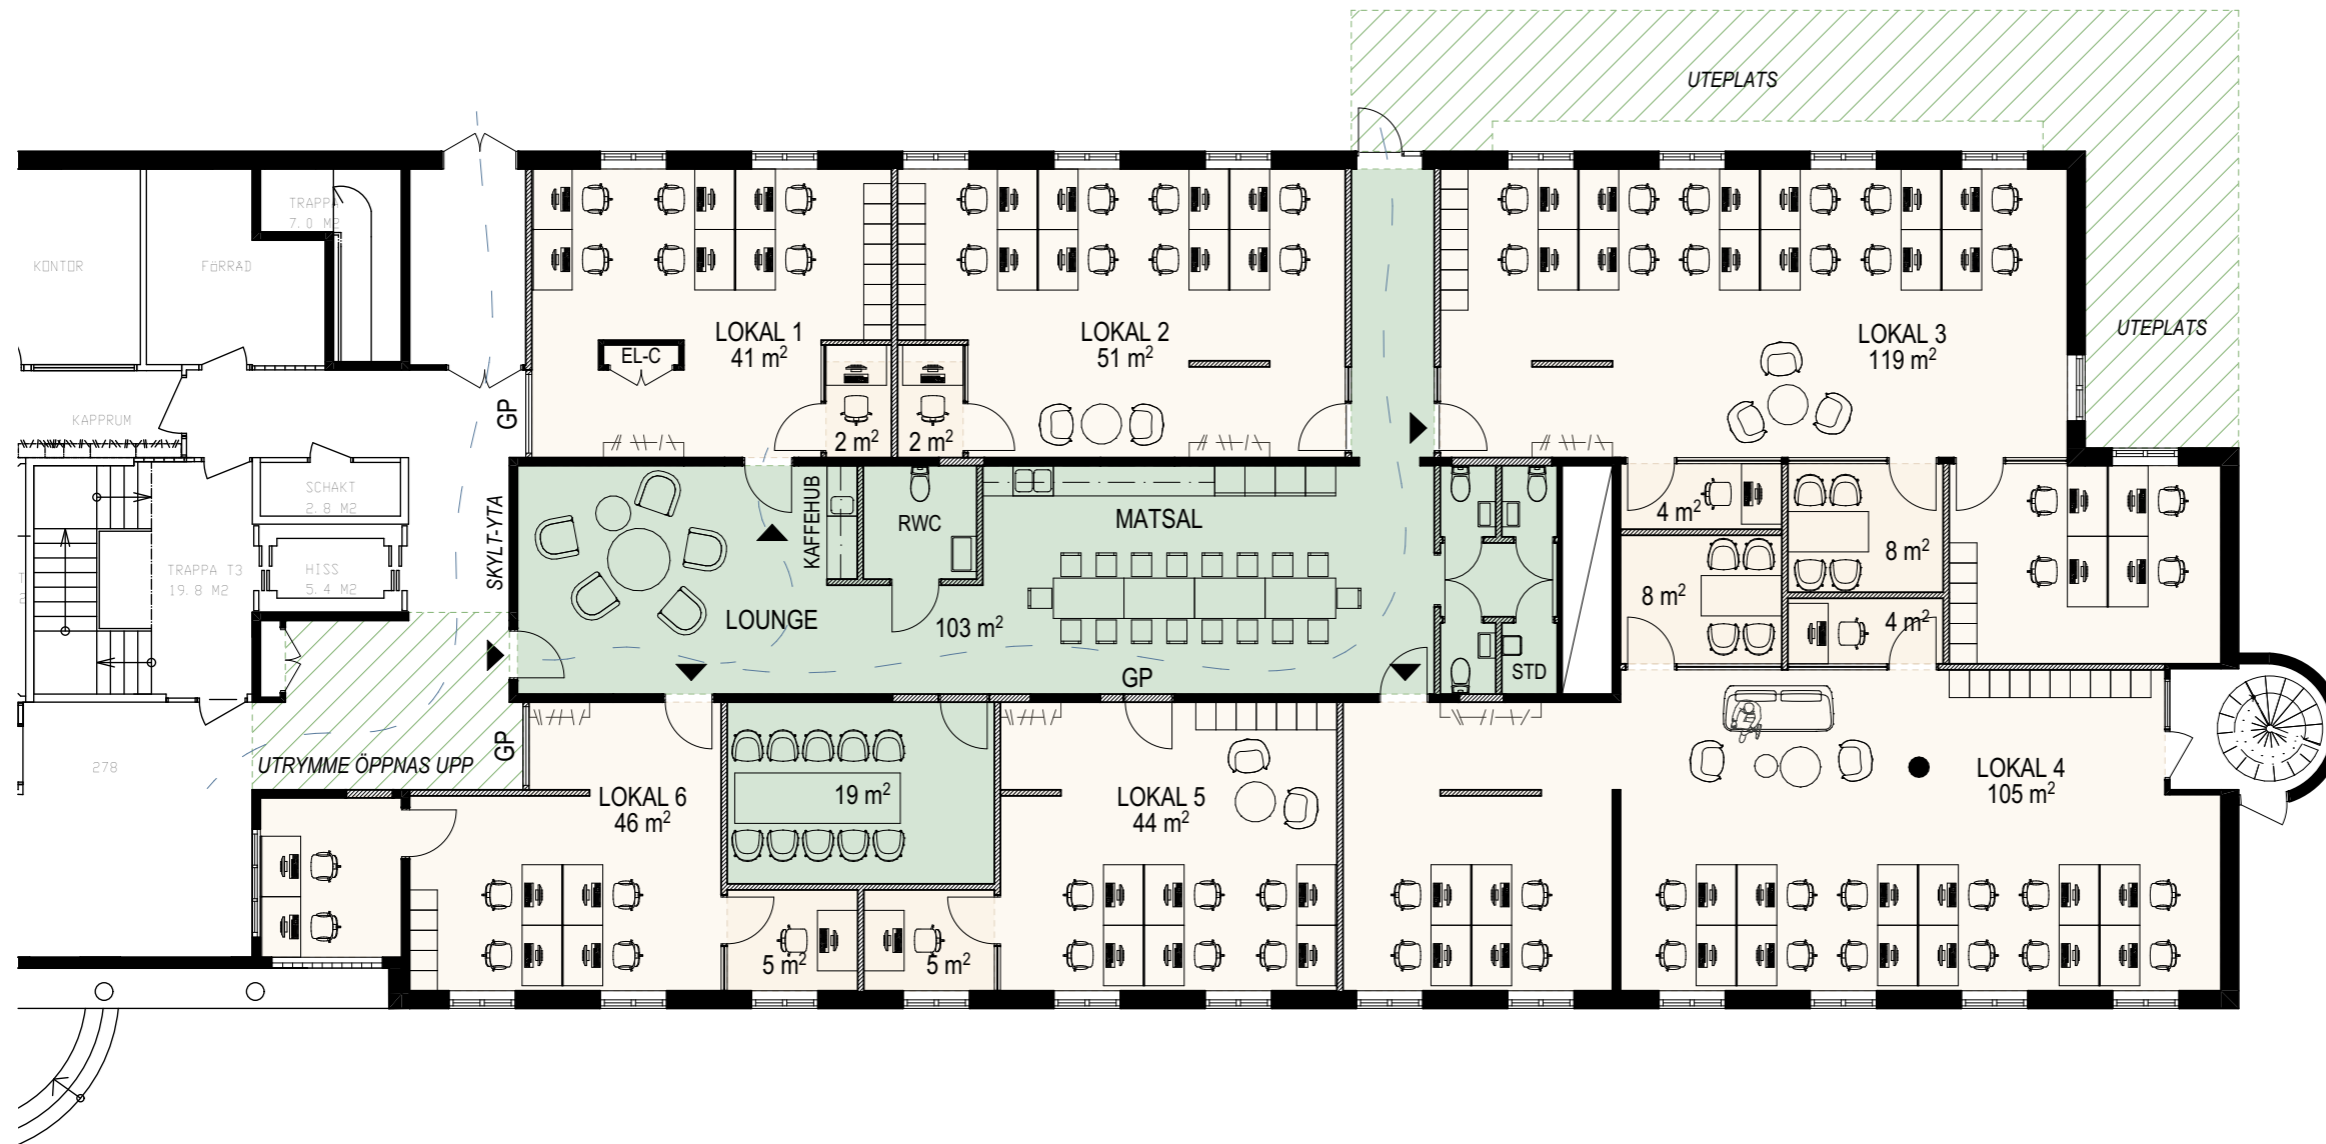 UTEPLATS
TRAPPA
7.0 M2
KONTOR
FÖRRAD
UTEPLATS
LOKAL 1
41 m²
EL-C
LOKAL 2
51 m²
LOKAL 3
119 m²
KAPPRUM
GP
2 m²
2 m²
SCHAKT
2.8 M2
SKYLT-YTA
KAFFEHUB
RWC
MATSAL
4 m²
8 m²
TRAPPA T3
19.8 M2
HISS
5.4 M2
LOUNGE
103 m²
8 m²
4 m²
GP
STD
278
UTRYMME ÖPPNAS UPP
GP
LOKAL 6
46 m²
19 m²
LOKAL 5
44 m²
LOKAL 4
105 m²
5 m²
5 m²